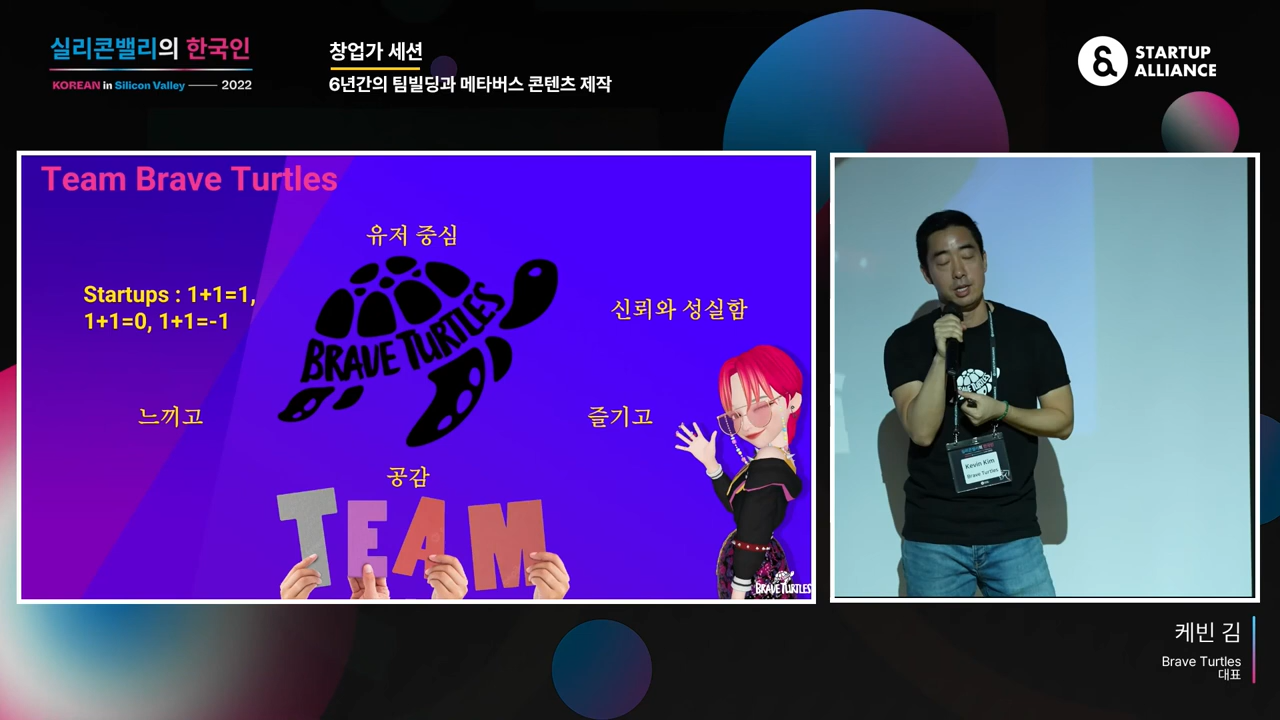 실리콘밸리의 한국인
KOREAN in Silicon Valley 2022
창업가 세션
6년간의 팀빌딩과 메타버스 콘텐츠 제작
STARTUP
ALLIANCE
Team Brave Turtles
유저 중심
Startups : 1+1=1,
1+1=0, 1+1=-1
신뢰와 성실함
BRAVE TURTLES
느끼고
즐기고
공감
TEAM
BRAVE TURTLES
Kevin Kim
Brave Turtles
케빈 김
Brave Turtles
대표